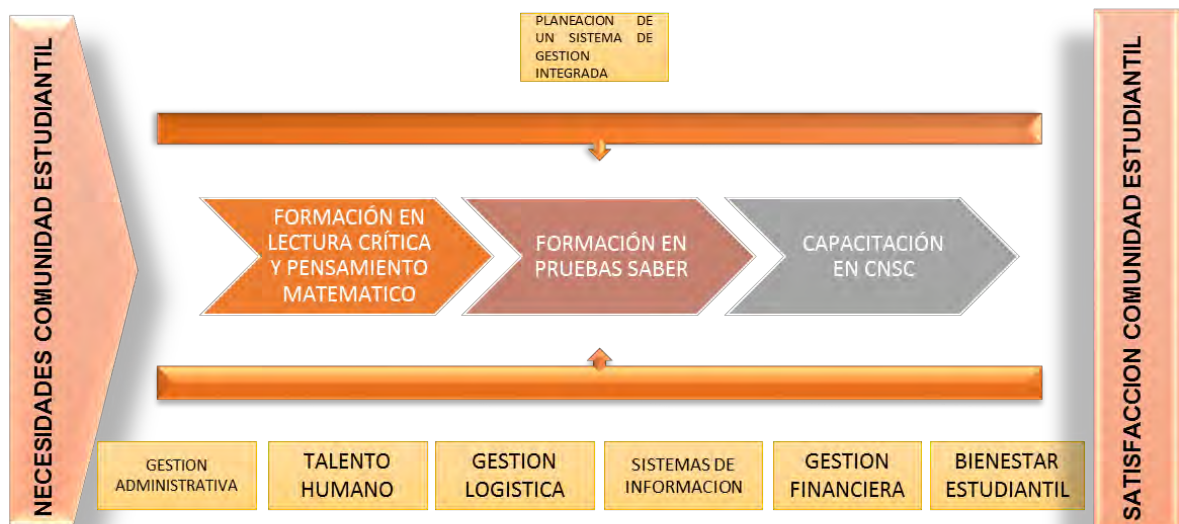 NECESIDADES COMUNIDAD ESTUDIANTIL
PLANEACION DE
UN SISTEMA DE
GESTION
INTEGRADA
FORMACIÓN EN
LECTURA CRÍTICA
Y PENSAMIENTO
MATEMATICO
FORMACIÓN EN
PRUEBAS SABER
CAPACITACIÓN
EN CNSC
GESTION
ADMINISTRATIVA
TALENTO
HUMANO
GESTION
LOGISTICA
SISTEMAS DE
INFORMACION
GESTION
FINANCIERA
BIENESTAR
ESTUDIANTIL
SATISFACCION COMUNIDAD ESTUDIANTIL